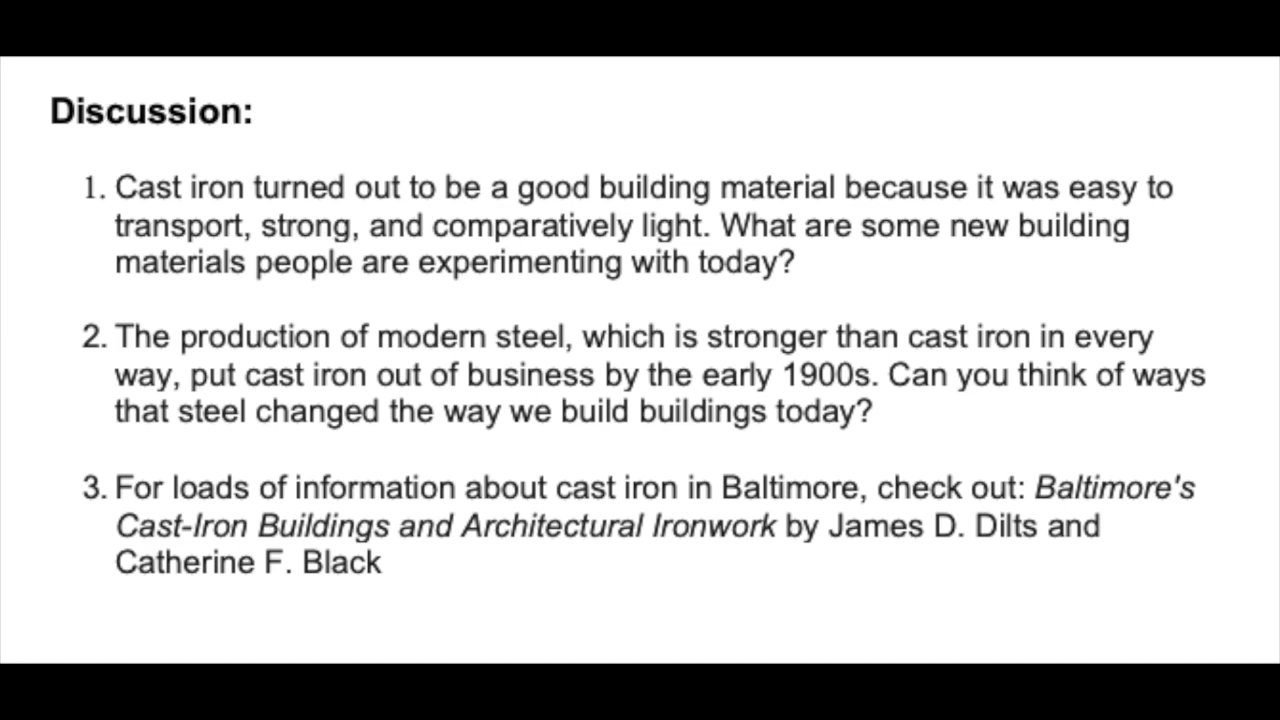 Discussion:
1. Cast iron turned out to be a good building material because it was easy to
transport, strong, and comparatively light. What are some new building
materials people are experimenting with today?
2. The production of modern steel, which is stronger than cast iron in every
way, put cast iron out of business by the early 1900s. Can you think of ways
that steel changed the way we build buildings today?
3. For loads of information about cast iron in Baltimore, check out: Baltimore's
Cast-Iron Buildings and Architectural Ironwork by James D. Dilts and
Catherine F. Black